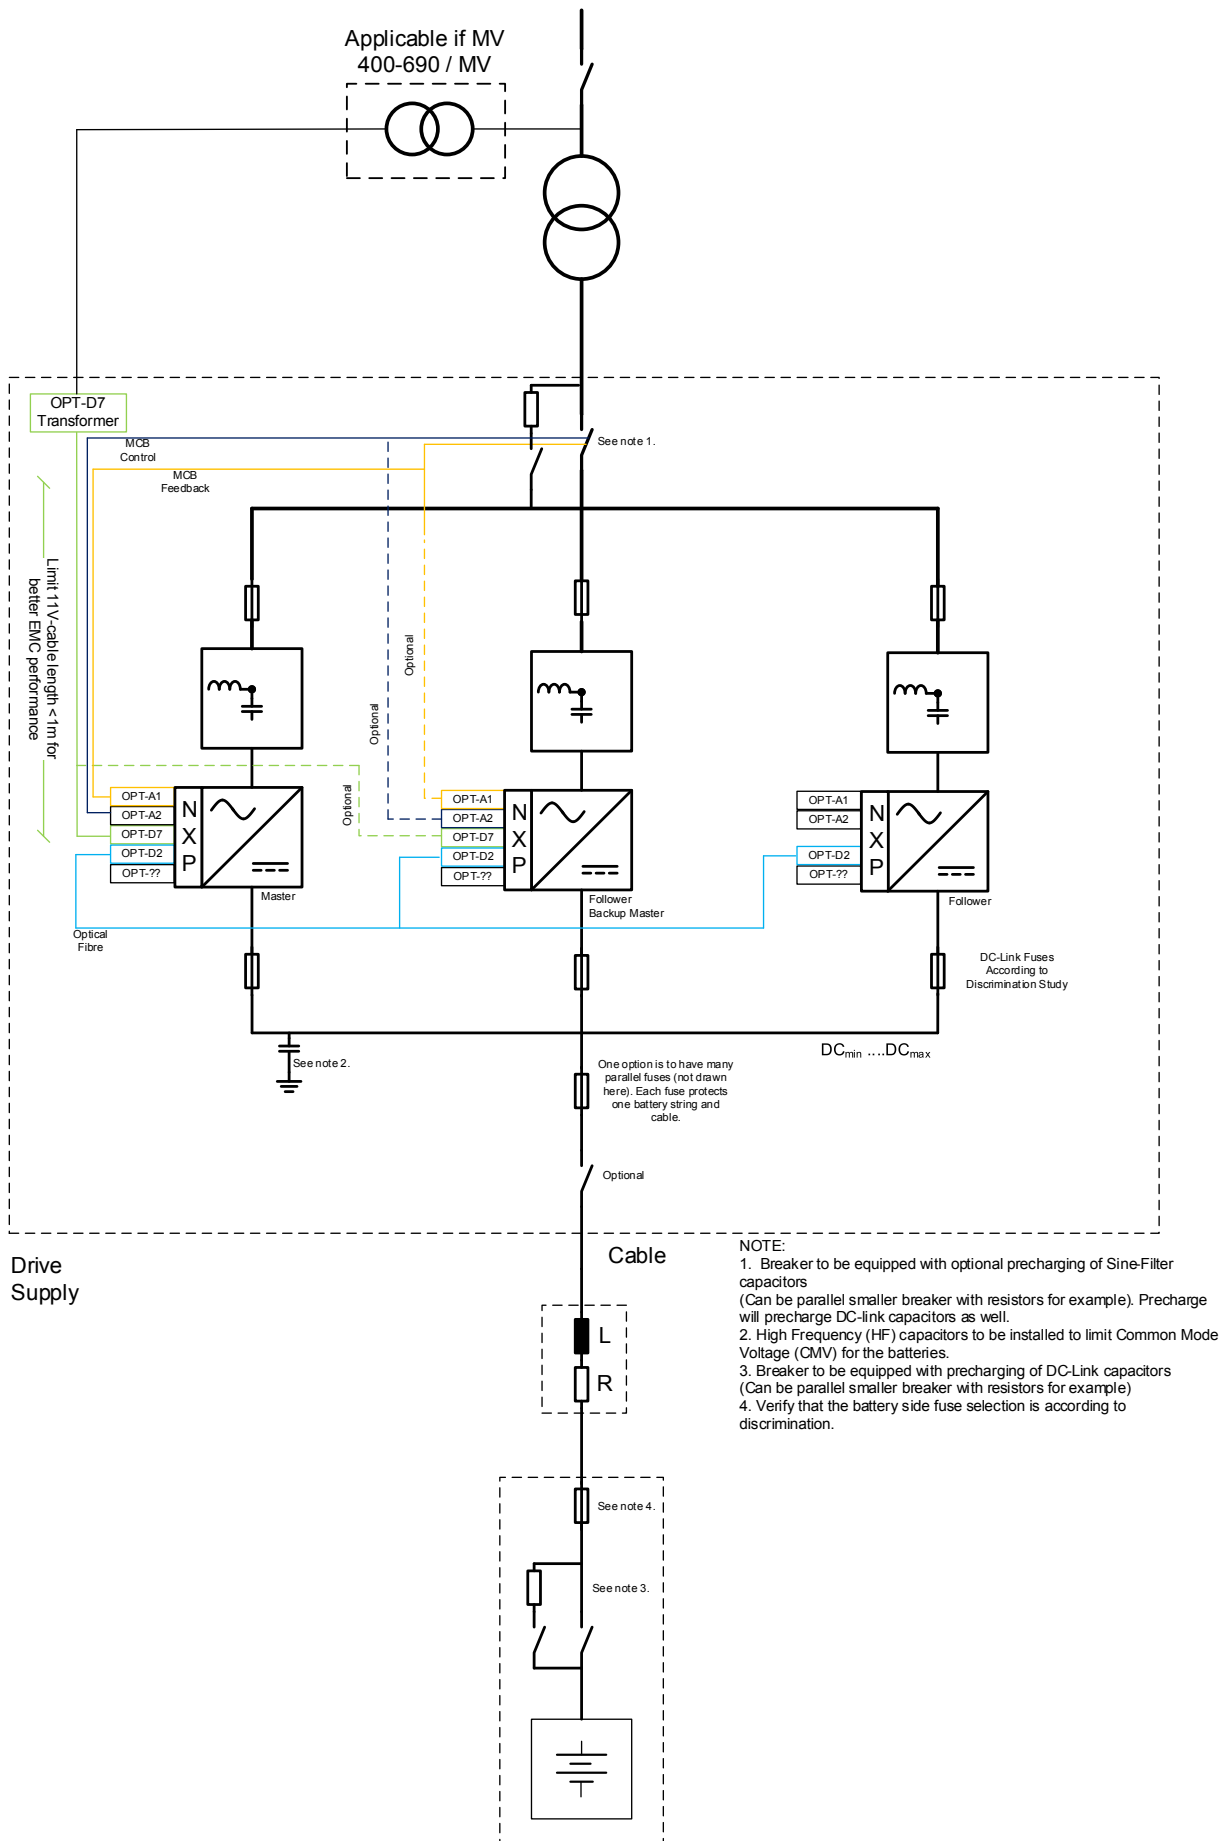 Applicable if MV
400-690 / MV
OPT-D7
Transformer
MCB
Control
MCB
Feedback
See note 1.
Limit 11V-cable length <1m for
better EMC performance
Optional
Optional
Optional
OPT-A1
OPT-A2
OPT-D7
OPT-D2
OPT-??
N
X
P
Master
OPT-A1
OPT-A2
OPT-D7
OPT-D2
OPT-??
N
X
P
Follower
Backup Master
OPT-A1
OPT-A2
OPT-D2
OPT-??
N
X
P
Follower
Optical
Fibre
DC-Link Fuses
According to
Discrimination Study
DCmin ....DCmax
See note 2.
One option is to have many
parallel fuses (not drawn
here). Each fuse protects
one battery string and
cable.
Optional
Drive
Supply
Cable
NOTE:
1. Breaker to be equipped with optional precharging of Sine-Filter
capacitors
(Can be parallel smaller breaker with resistors for example). Precharge
will precharge DC-link capacitors as well.
2. High Frequency (HF) capacitors to be installed to limit Common Mode
Voltage (CMV) for the batteries.
3. Breaker to be equipped with precharging of DC-Link capacitors
(Can be parallel smaller breaker with resistors for example)
4. Verify that the battery side fuse selection is according to
discrimination.
L
R
See note 4.
See note 3.